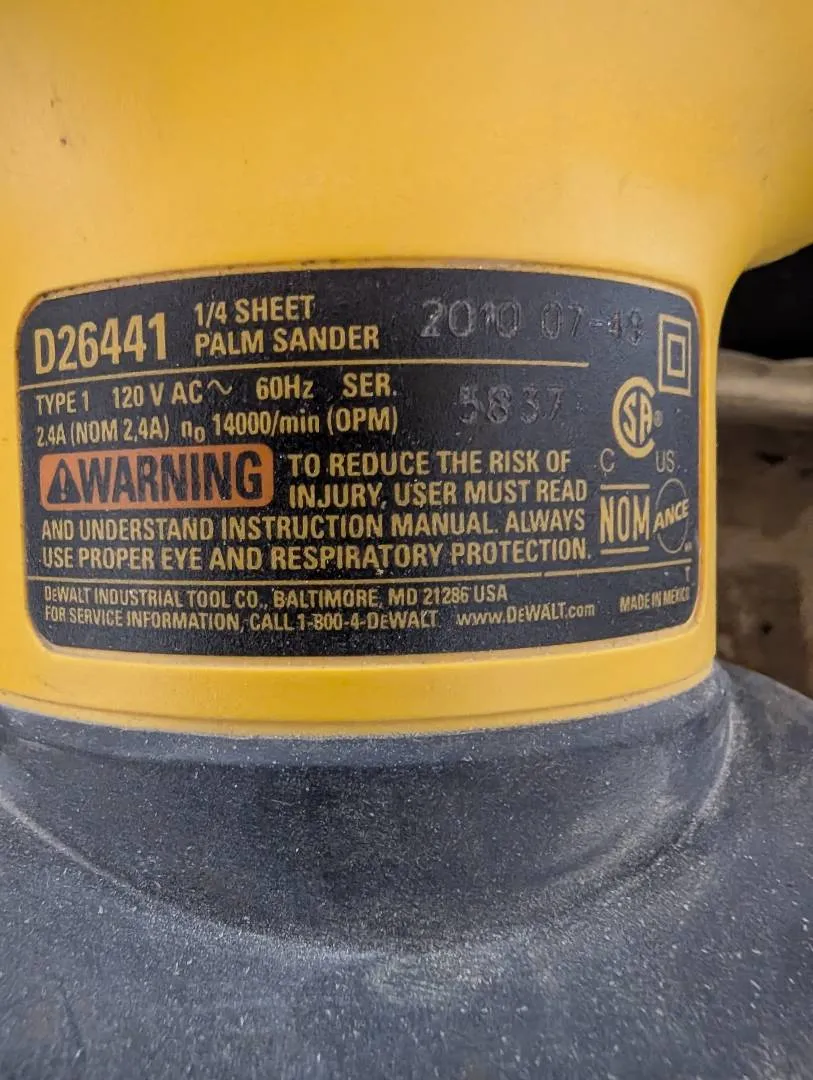 D26441 1/4 SHEET PALM SANDER 2010 07-49
TYPE 1 120 V AC~ 60Hz SER. 5837
2.4A (NOM 2,4A) n₀ 14000/min (OPM)
⚠WARNING TO REDUCE THE RISK OF
INJURY, USER MUST READ
AND UNDERSTAND INSTRUCTION MANUAL. ALWAYS
USE PROPER EYE AND RESPIRATORY PROTECTION.
SA®
C US
NOM ANCE
DEWALT INDUSTRIAL TOOL CO., BALTIMORE, MD 21286 USA
FOR SERVICE INFORMATION, CALL 1-800-4-DEWALT www.DEWALT.com
T
MADE IN MEXICO